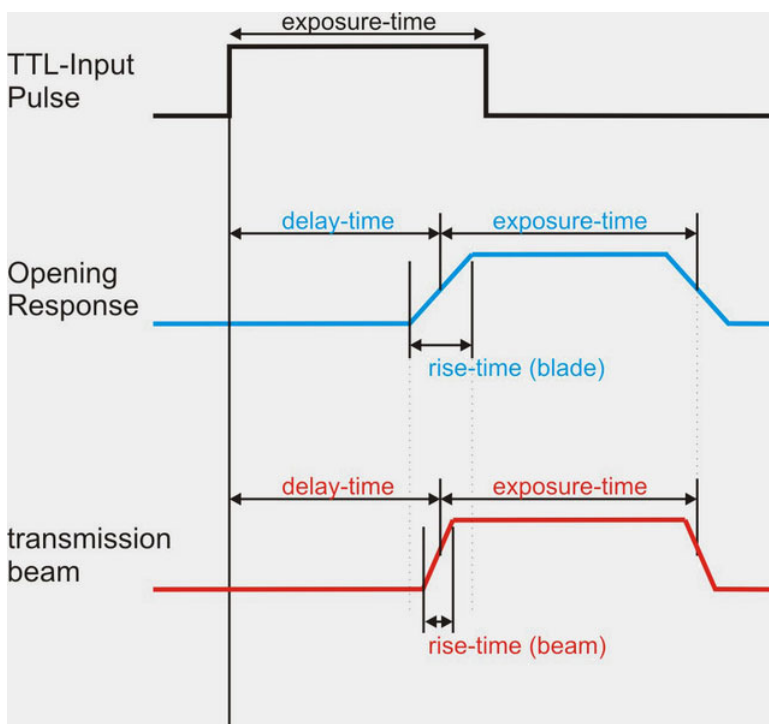 exposure-time
TTL-Input
Pulse
delay-time exposure-time
Opening
Response
rise-time (blade)
delay-time exposure-time
transmission
beam
rise-time (beam)